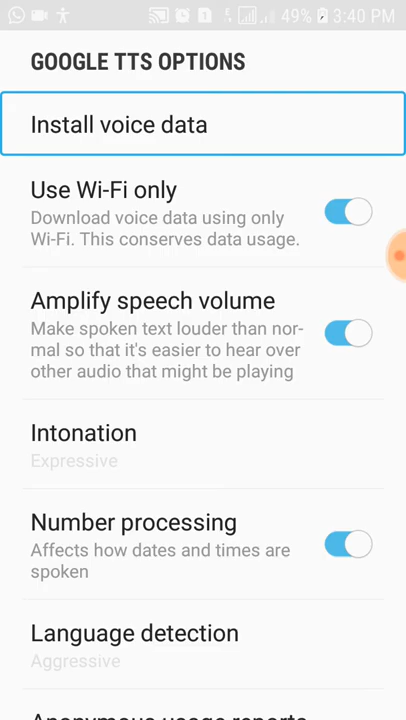 49% 3:40 PM
GOOGLE TTS OPTIONS
Install voice data
Use Wi-Fi only
Download voice data using only
Wi-Fi. This conserves data usage.
Amplify speech volume
Make spoken text louder than nor-
mal so that it's easier to hear over
other audio that might be playing
Intonation
Expressive
Number processing
Affects how dates and times are
spoken
Language detection
Aggressive
Anonymous usage reports